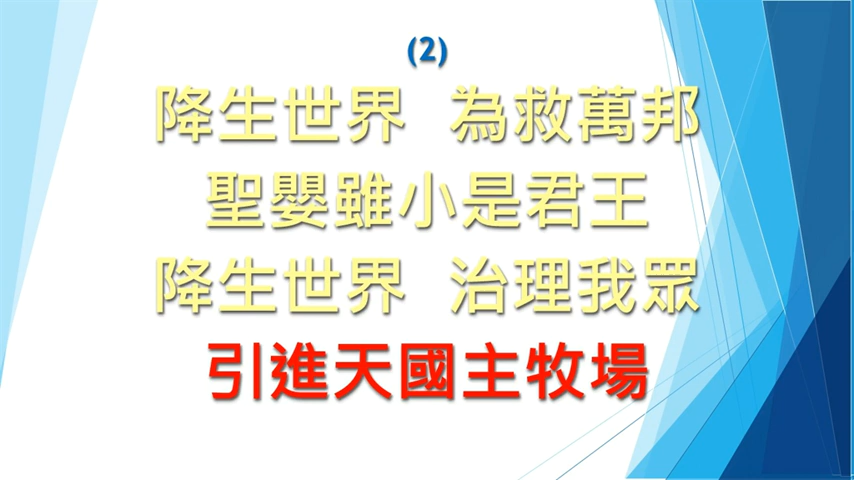 (2)
降生世界 為救萬邦
聖嬰雖小是君王
降生世界 治理我眾
引進天國主牧場